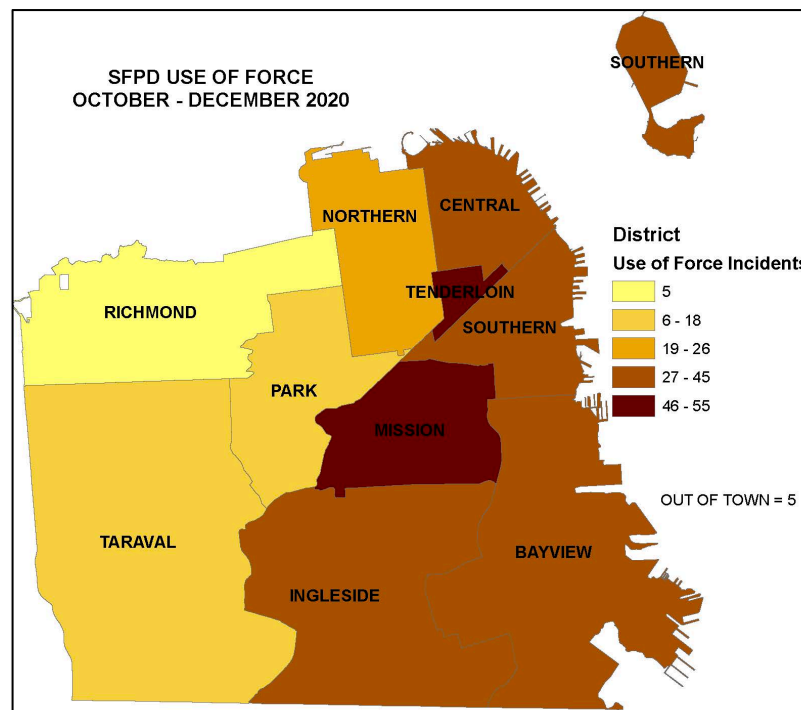 SFPD USE OF FORCE
OCTOBER - DECEMBER 2020
SOUTHERN
CENTRAL
NORTHERN
District
Use of Force Incidents
5
6 - 18
19 - 26
27 - 45
46 - 55
TENDERLOIN
RICHMOND
SOUTHERN
PARK
MISSION
OUT OF TOWN = 5
TARAVAL
BAYVIEW
INGLESIDE